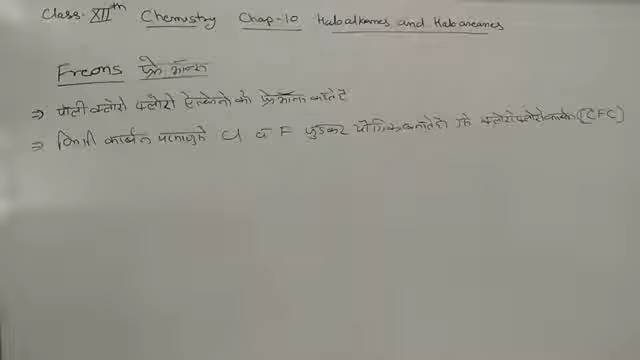 Class-XIIth Chemistry Chap-10 Haloalkanes and Haloarenes
Freons फ्रेऑन्स
⇒ पॉली क्लोरो फ्लोरो ऐल्केनों को फ्रेऑन कहते है
⇒ किसी कार्बन परमाणु से Cl व F जुडकर यौगिक बनाते है तो क्लोरोफ्लोरोकार्बन (CFC)